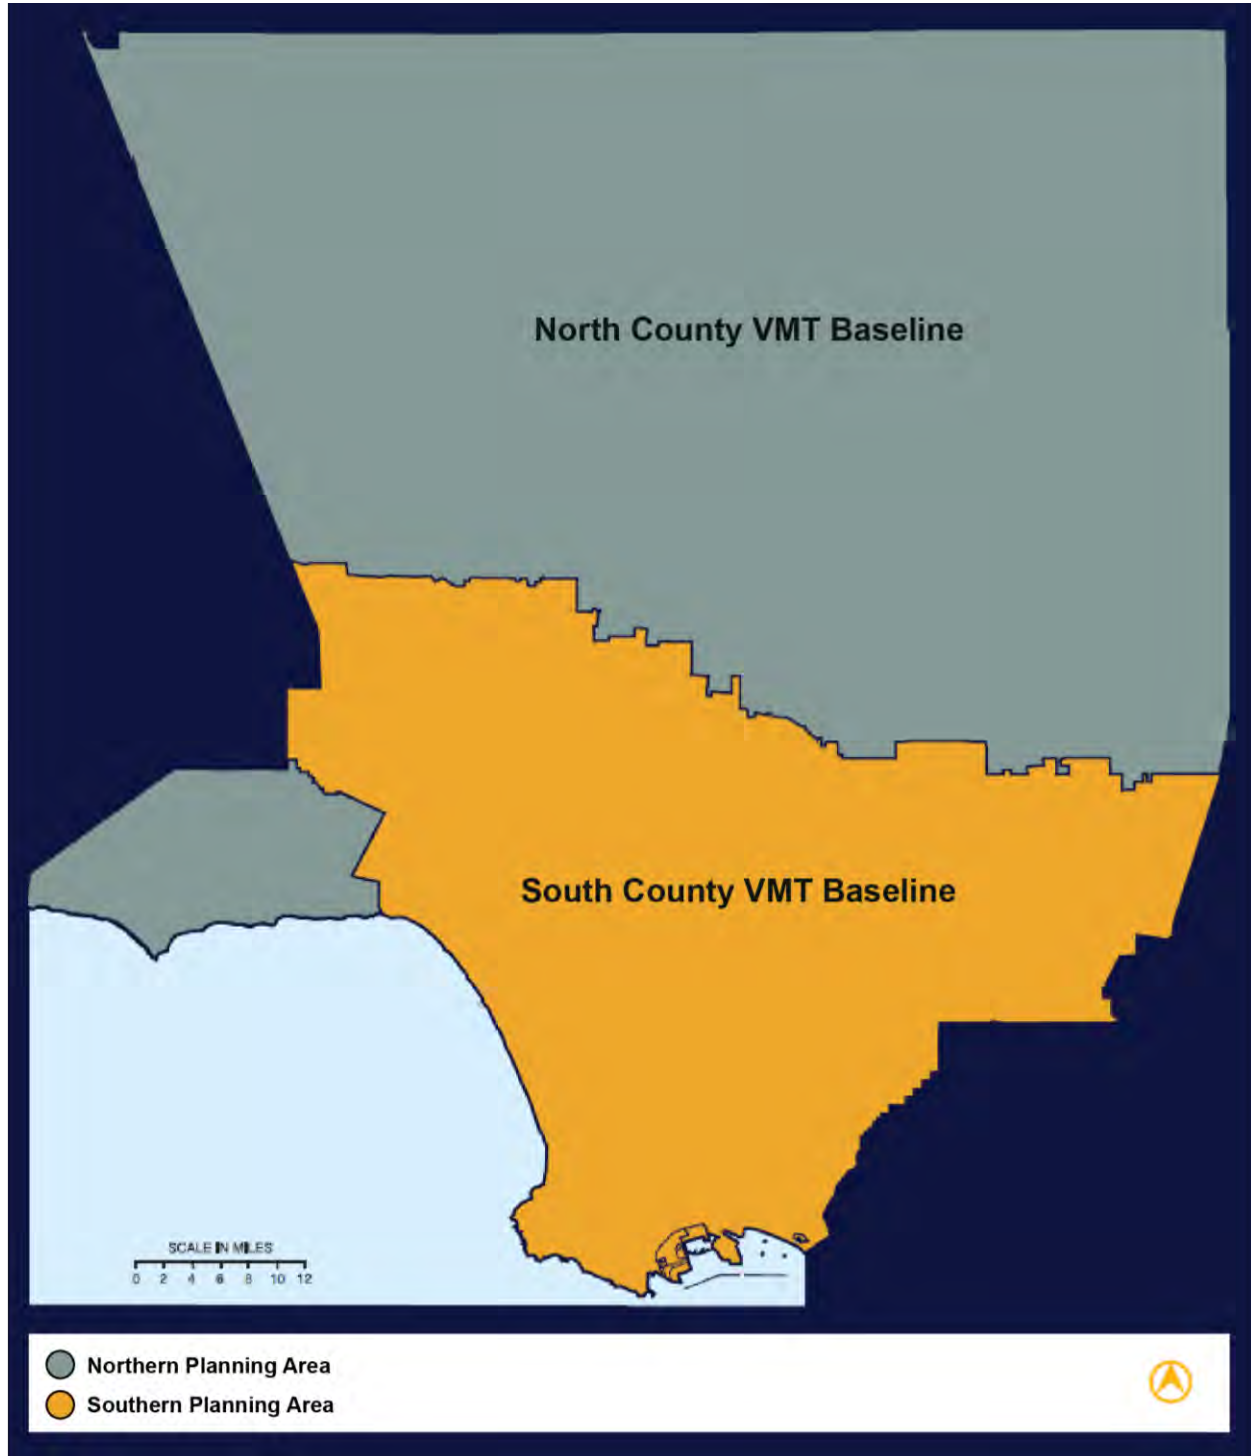 North County VMT Baseline
South County VMT Baseline
SCALE IN MILES
0 2 4 6 8 10 12
Northern Planning Area
Southern Planning Area